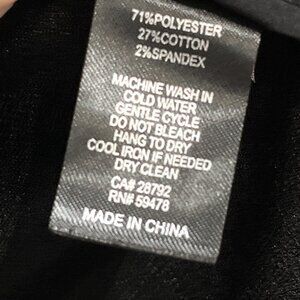 71%POLYESTER
27%COTTON
2%SPANDEX
MACHINE WASH IN
COLD WATER
GENTLE CYCLE
DO NOT BLEACH
HANG TO DRY
COOL IRON IF NEEDED
DRY CLEAN
CA# 28792
RN# 59478
MADE IN CHINA